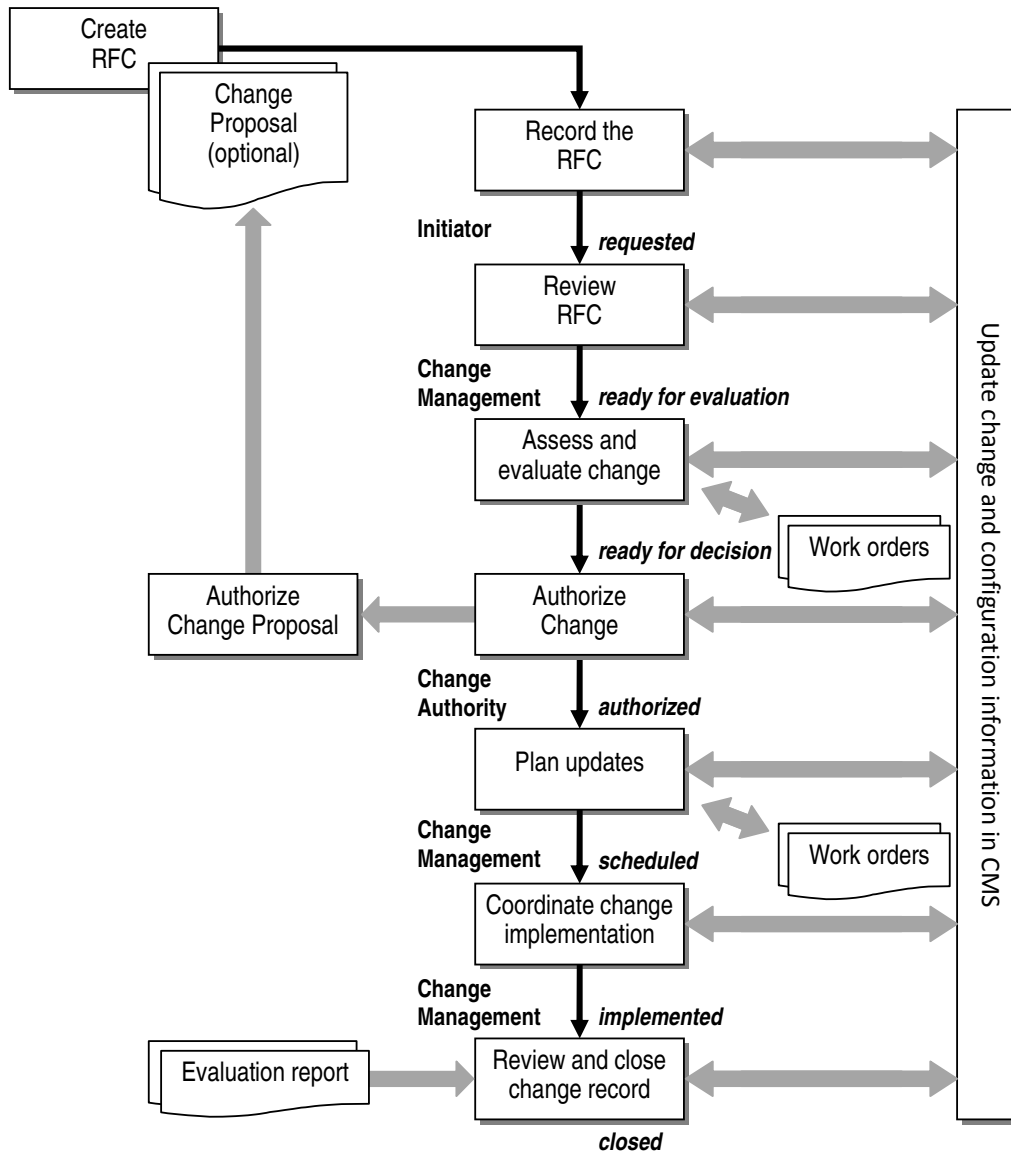 Create
RFC
Change
Proposal
(optional)
Record the
RFC
Initiator
requested
Review
RFC
Change
Management
ready for evaluation
Assess and
evaluate change
Work orders
ready for decision
Authorize
Change Proposal
Authorize
Change
Change
Authority
authorized
Plan updates
Change
Management
scheduled
Work orders
Coordinate change
implementation
Change
Management
implemented
Evaluation report
Review and close
change record
closed
Update change and configuration information in CMS